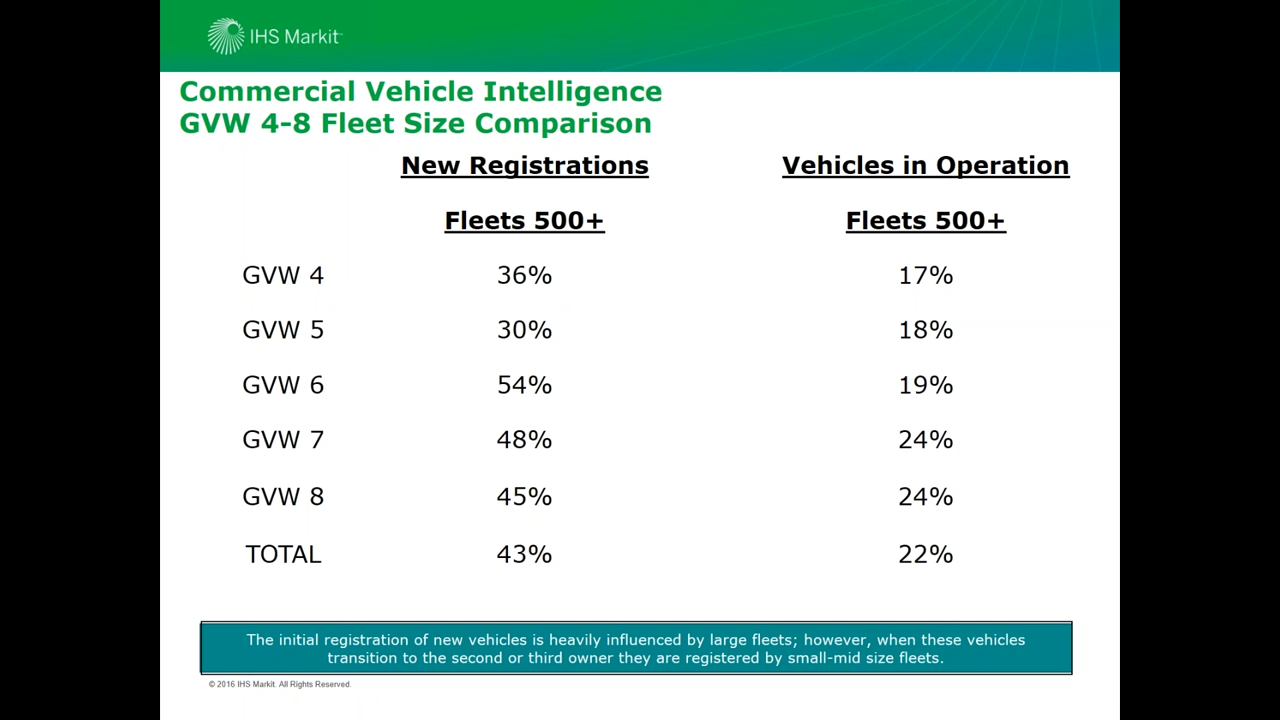 IHS Markit
Commercial Vehicle Intelligence
GVW 4-8 Fleet Size Comparison
New Registrations Vehicles in Operation
Fleets 500+ Fleets 500+
GVW 4 36% 17%
GVW 5 30% 18%
GVW 6 54% 19%
GVW 7 48% 24%
GVW 8 45% 24%
TOTAL 43% 22%
The initial registration of new vehicles is heavily influenced by large fleets; however, when these vehicles
transition to the second or third owner they are registered by small-mid size fleets.
© 2016 IHS Markit. All Rights Reserved.